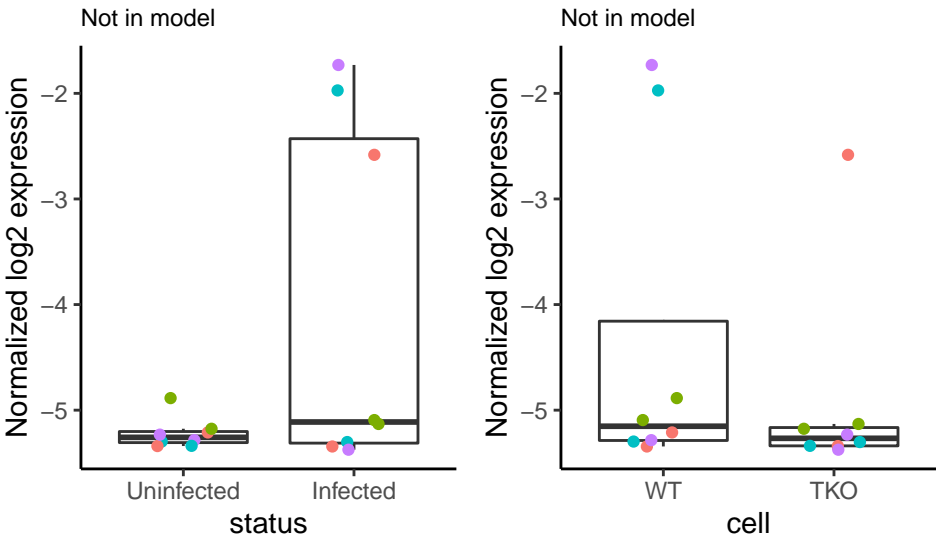 Not in model
Normalized log2 expression
−2
−3
−4
−5
Uninfected
Infected
status
Not in model
Normalized log2 expression
−2
−3
−4
−5
WT
TKO
cell